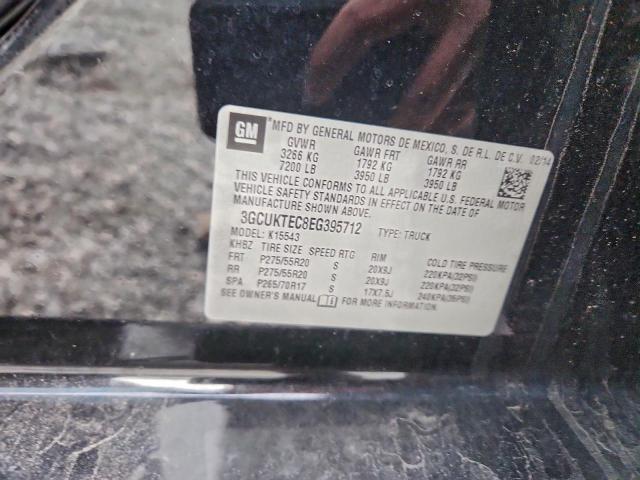 GM ® MFD BY GENERAL MOTORS DE MEXICO, S. DE R.L. DE C.V. 02/14
GVWR GAWR FRT GAWR RR
3266 KG 1792 KG 1792 KG
7200 LB 3950 LB 3950 LB
THIS VEHICLE CONFORMS TO ALL APPLICABLE U.S. FEDERAL MOTOR
VEHICLE SAFETY STANDARDS IN EFFECT ON THE DATE OF
MANUFACTURE SHOWN ABOVE.
3GCUKTEC8EG395712 TYPE: TRUCK
MODEL: K15543
KHBZ TIRE SIZE SPEED RTG RIM COLD TIRE PRESSURE
FRT P275/55R20 S 20X9J 220KPA(32PSI)
RR P275/55R20 S 20X9J 220KPA(32PSI)
SPA P265/70R17 S 17X7.5J 240KPA(35PSI)
SEE OWNER'S MANUAL FOR MORE INFORMATION.